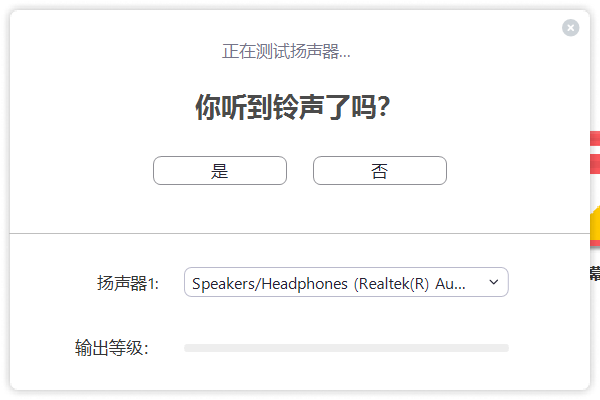 正在测试扬声器...
你听到铃声了吗?
是
否
扬声器1:
Speakers/Headphones (Realtek(R) Au...
输出等级:
幕